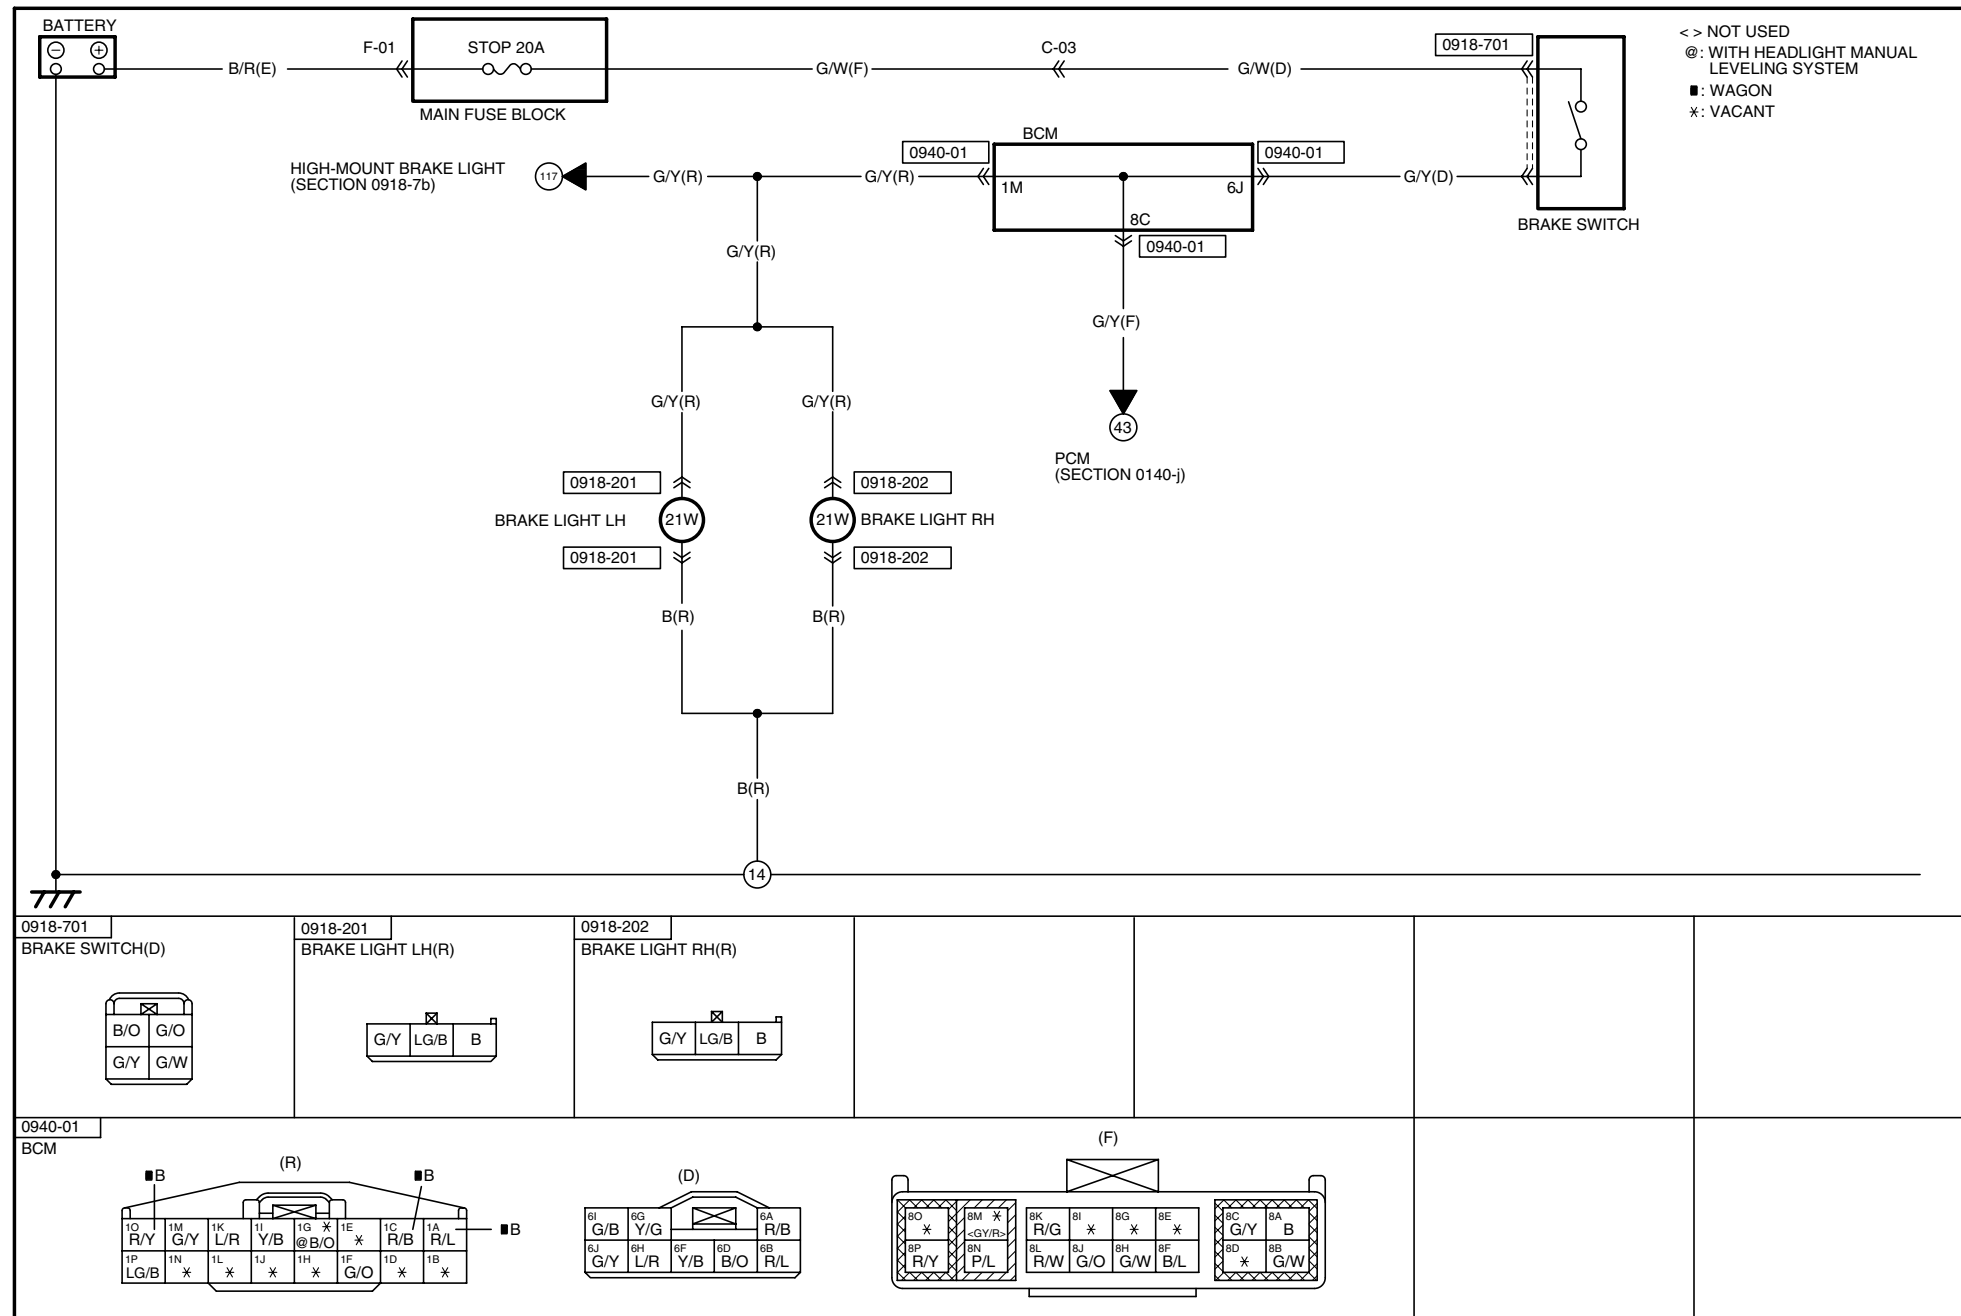 BATTERY
F-01
STOP 20A
C-03
0918-701
< > NOT USED
@: WITH HEADLIGHT MANUAL
LEVELING SYSTEM
■: WAGON
*: VACANT
B/R(E)
G/W(F)
G/W(D)
MAIN FUSE BLOCK
BCM
HIGH-MOUNT BRAKE LIGHT
(SECTION 0918-7b)
117
G/Y(R)
G/Y(R)
0940-01
0940-01
1M
6J
G/Y(D)
8C
BRAKE SWITCH
0940-01
G/Y(R)
G/Y(F)
G/Y(R)
G/Y(R)
43
PCM
(SECTION 0140-j)
0918-201
0918-202
BRAKE LIGHT LH
21W
21W
BRAKE LIGHT RH
0918-201
0918-202
B(R)
B(R)
B(R)
14
0918-701
BRAKE SWITCH(D)
B/O G/O
G/Y G/W
0918-201
BRAKE LIGHT LH(R)
G/Y LG/B B
0918-202
BRAKE LIGHT RH(R)
G/Y LG/B B
0940-01
BCM
(R)
■B
■B
■B
1O R/Y 1M G/Y 1K L/R 1I Y/B 1G * @B/O 1E * 1C R/B 1A R/L
1P LG/B 1N * 1L * 1J * 1H * 1F G/O 1D * 1B *
(D)
6I G/B 6G Y/G 6A R/B
6J G/Y 6H L/R 6F Y/B 6D B/O 6B R/L
(F)
8O * 8M * <GY/R> 8K R/G 8I * 8G * 8E * 8C G/Y 8A B
8P R/Y 8N P/L 8L R/W 8J G/O 8H G/W 8F B/L 8D * 8B G/W